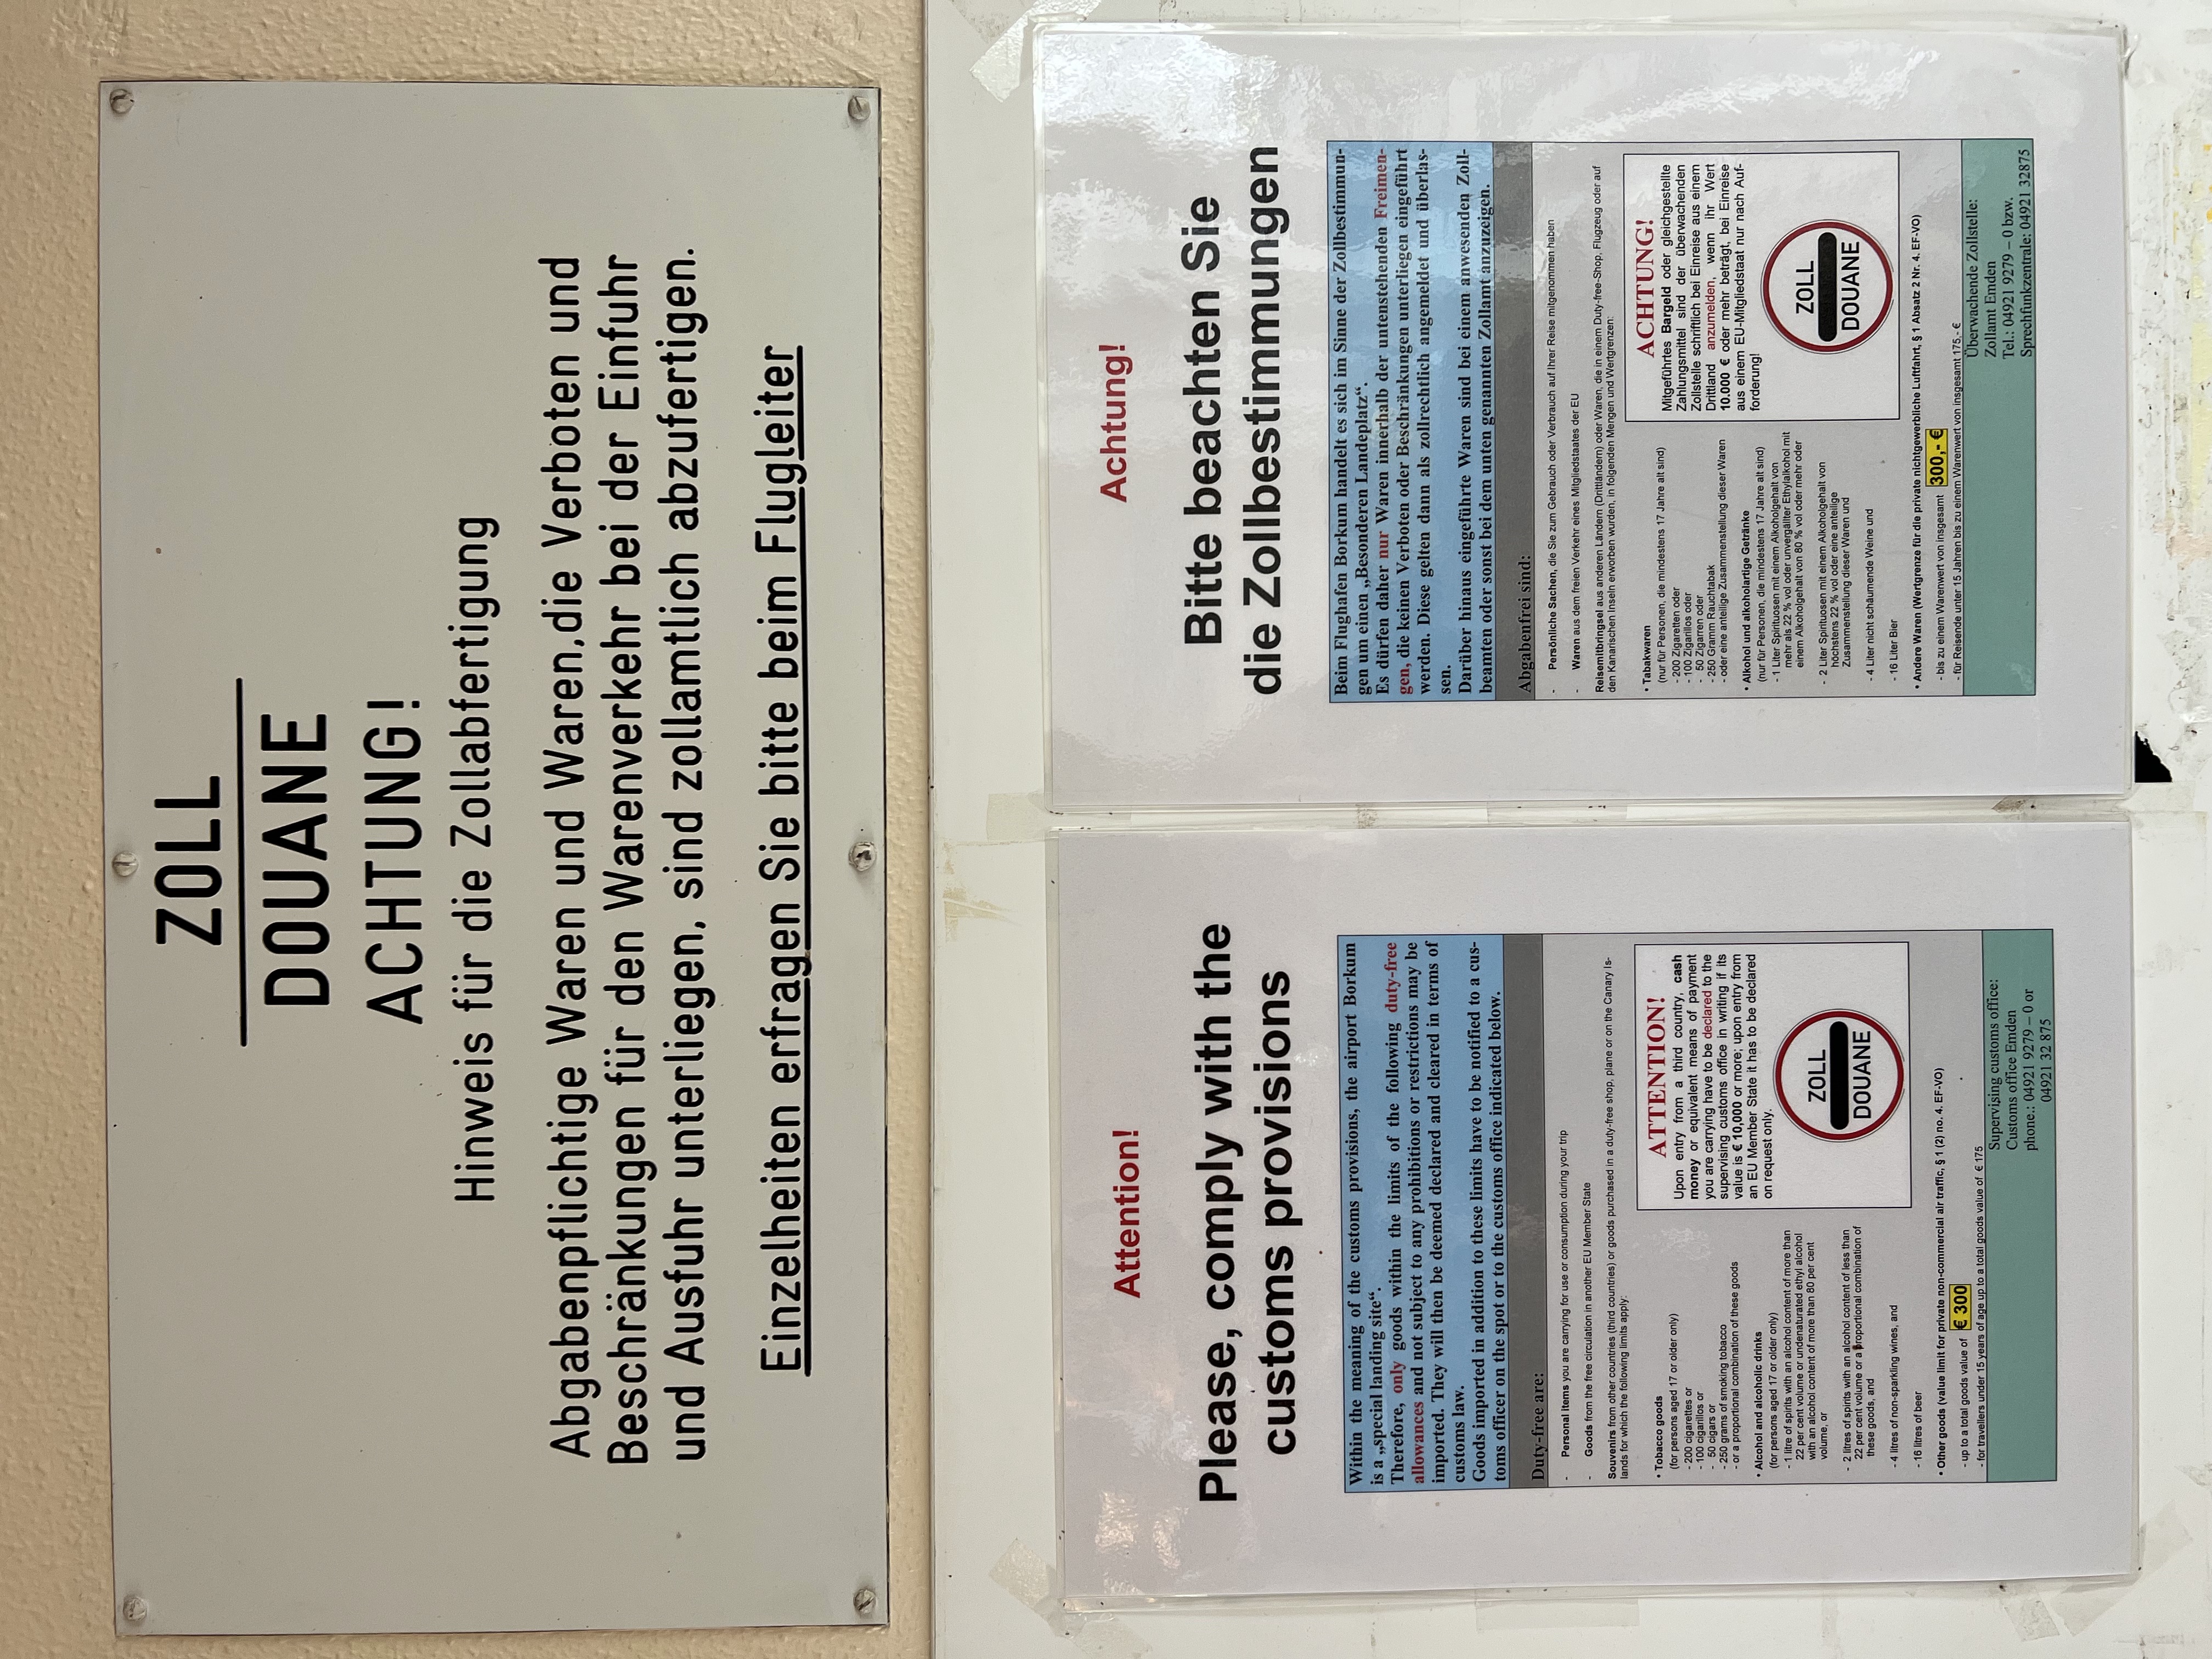 ZOLL
DOUANE
ACHTUNG!
Hinweis für die Zollabfertigung
Abgabenpflichtige Waren und Waren,die Verboten und
Beschränkungen für den Warenverkehr bei der Einfuhr
und Ausfuhr unterliegen, sind zollamtlich abzufertigen.
Einzelheiten erfragen Sie bitte beim Flugleiter
Attention!
Please, comply with the
customs provisions
Within the meaning of the customs provisions, the airport Borkum
is a „special landing site“.
Therefore, only goods within the limits of the following duty-free
allowances and not subject to any prohibitions or restrictions may be
imported. They will then be deemed declared and cleared in terms of
customs law.
Goods imported in addition to these limits have to be notified to a cus-
toms officer on the spot or to the customs office indicated below.
Duty-free are:
- Personal items you are carrying for use or consumption during your trip
- Goods from the free circulation in another EU Member State
Souvenirs from other countries (third countries) or goods purchased in a duty-free shop, plane or on the Canary Is-
lands for which the following limits apply:
• Tobacco goods
(for persons aged 17 or older only)
- 200 cigarettes or
- 100 cigarillos or
- 50 cigars or
- 250 grams of smoking tobacco
- or a proportional combination of these goods
• Alcohol and alcoholic drinks
(for persons aged 17 or older only)
- 1 litre of spirits with an alcohol content of more than
22 per cent volume or undenaturated ethyl alcohol
with an alcohol content of more than 80 per cent
volume, or
- 2 litres of spirits with an alcohol content of less than
22 per cent volume or a proportional combination of
these goods, and
- 4 litres of non-sparkling wines, and
- 16 litres of beer
ATTENTION!
Upon entry from a third country, cash
money or equivalent means of payment
you are carrying have to be declared to the
supervising customs office in writing if its
value is € 10,000 or more; upon entry from
an EU Member State it has to be declared
on request only.
ZOLL
DOUANE
• Other goods (value limit for private non-commercial air traffic, § 1 (2) no. 4. EF-VO)
- up to a total goods value of € 300
- for travellers under 15 years of age up to a total goods value of € 175
Supervising customs office:
Customs office Emden
phone.: 04921 9279 – 0 or
04921 32 875
Achtung!
Bitte beachten Sie
die Zollbestimmungen
Beim Flughafen Borkum handelt es sich im Sinne der Zollbestimmun-
gen um einen „Besonderen Landeplatz“.
Es dürfen daher nur Waren innerhalb der untenstehenden Freimen-
gen, die keinen Verboten oder Beschränkungen unterliegen eingeführt
werden. Diese gelten dann als zollrechtlich angemeldet und überlas-
sen.
Darüber hinaus eingeführte Waren sind bei einem anwesenden Zoll-
beamten oder sonst bei dem unten genannten Zollamt anzuzeigen.
Abgabenfrei sind:
- Persönliche Sachen, die Sie zum Gebrauch oder Verbrauch auf Ihrer Reise mitgenommen haben
- Waren aus dem freien Verkehr eines Mitgliedstaates der EU
Reisemitbringsel aus anderen Ländern (Drittländern) oder Waren, die in einem Duty-free-Shop, Flugzeug oder auf
den Kanarischen Inseln erworben wurden, in folgenden Mengen und Wertgrenzen:
• Tabakwaren
(nur für Personen, die mindestens 17 Jahre alt sind)
- 200 Zigaretten oder
- 100 Zigarillos oder
- 50 Zigarren oder
- 250 Gramm Rauchtabak
- oder eine anteilige Zusammenstellung dieser Waren
• Alkohol und alkoholartige Getränke
(nur für Personen, die mindestens 17 Jahre alt sind)
- 1 Liter Spirituosen mit einem Alkoholgehalt von
mehr als 22 % vol oder unvergällter Ethylalkohol mit
einem Alkoholgehalt von 80 % vol oder mehr oder
- 2 Liter Spirituosen mit einem Alkoholgehalt von
höchstens 22 % vol oder eine anteilige
Zusammenstellung dieser Waren und
- 4 Liter nicht schäumende Weine und
- 16 Liter Bier
ACHTUNG!
Mitgeführtes Bargeld oder gleichgestellte
Zahlungsmittel sind der überwachenden
Zollstelle schriftlich bei Einreise aus einem
Drittland anzumelden, wenn ihr Wert
10.000 € oder mehr beträgt, bei Einreise
aus einem EU-Mitgliedstaat nur nach Auf-
forderung!
ZOLL
DOUANE
• Andere Waren (Wertgrenze für die private nichtgewerbliche Luftfahrt, § 1 Absatz 2 Nr. 4. EF-VO)
- bis zu einem Warenwert von insgesamt 300,- €
- für Reisende unter 15 Jahren bis zu einem Warenwert von insgesamt 175,- €
Überwachende Zollstelle:
Zollamt Emden
Tel.: 04921 9279 – 0 bzw.
Sprechfunkzentrale: 04921 32875